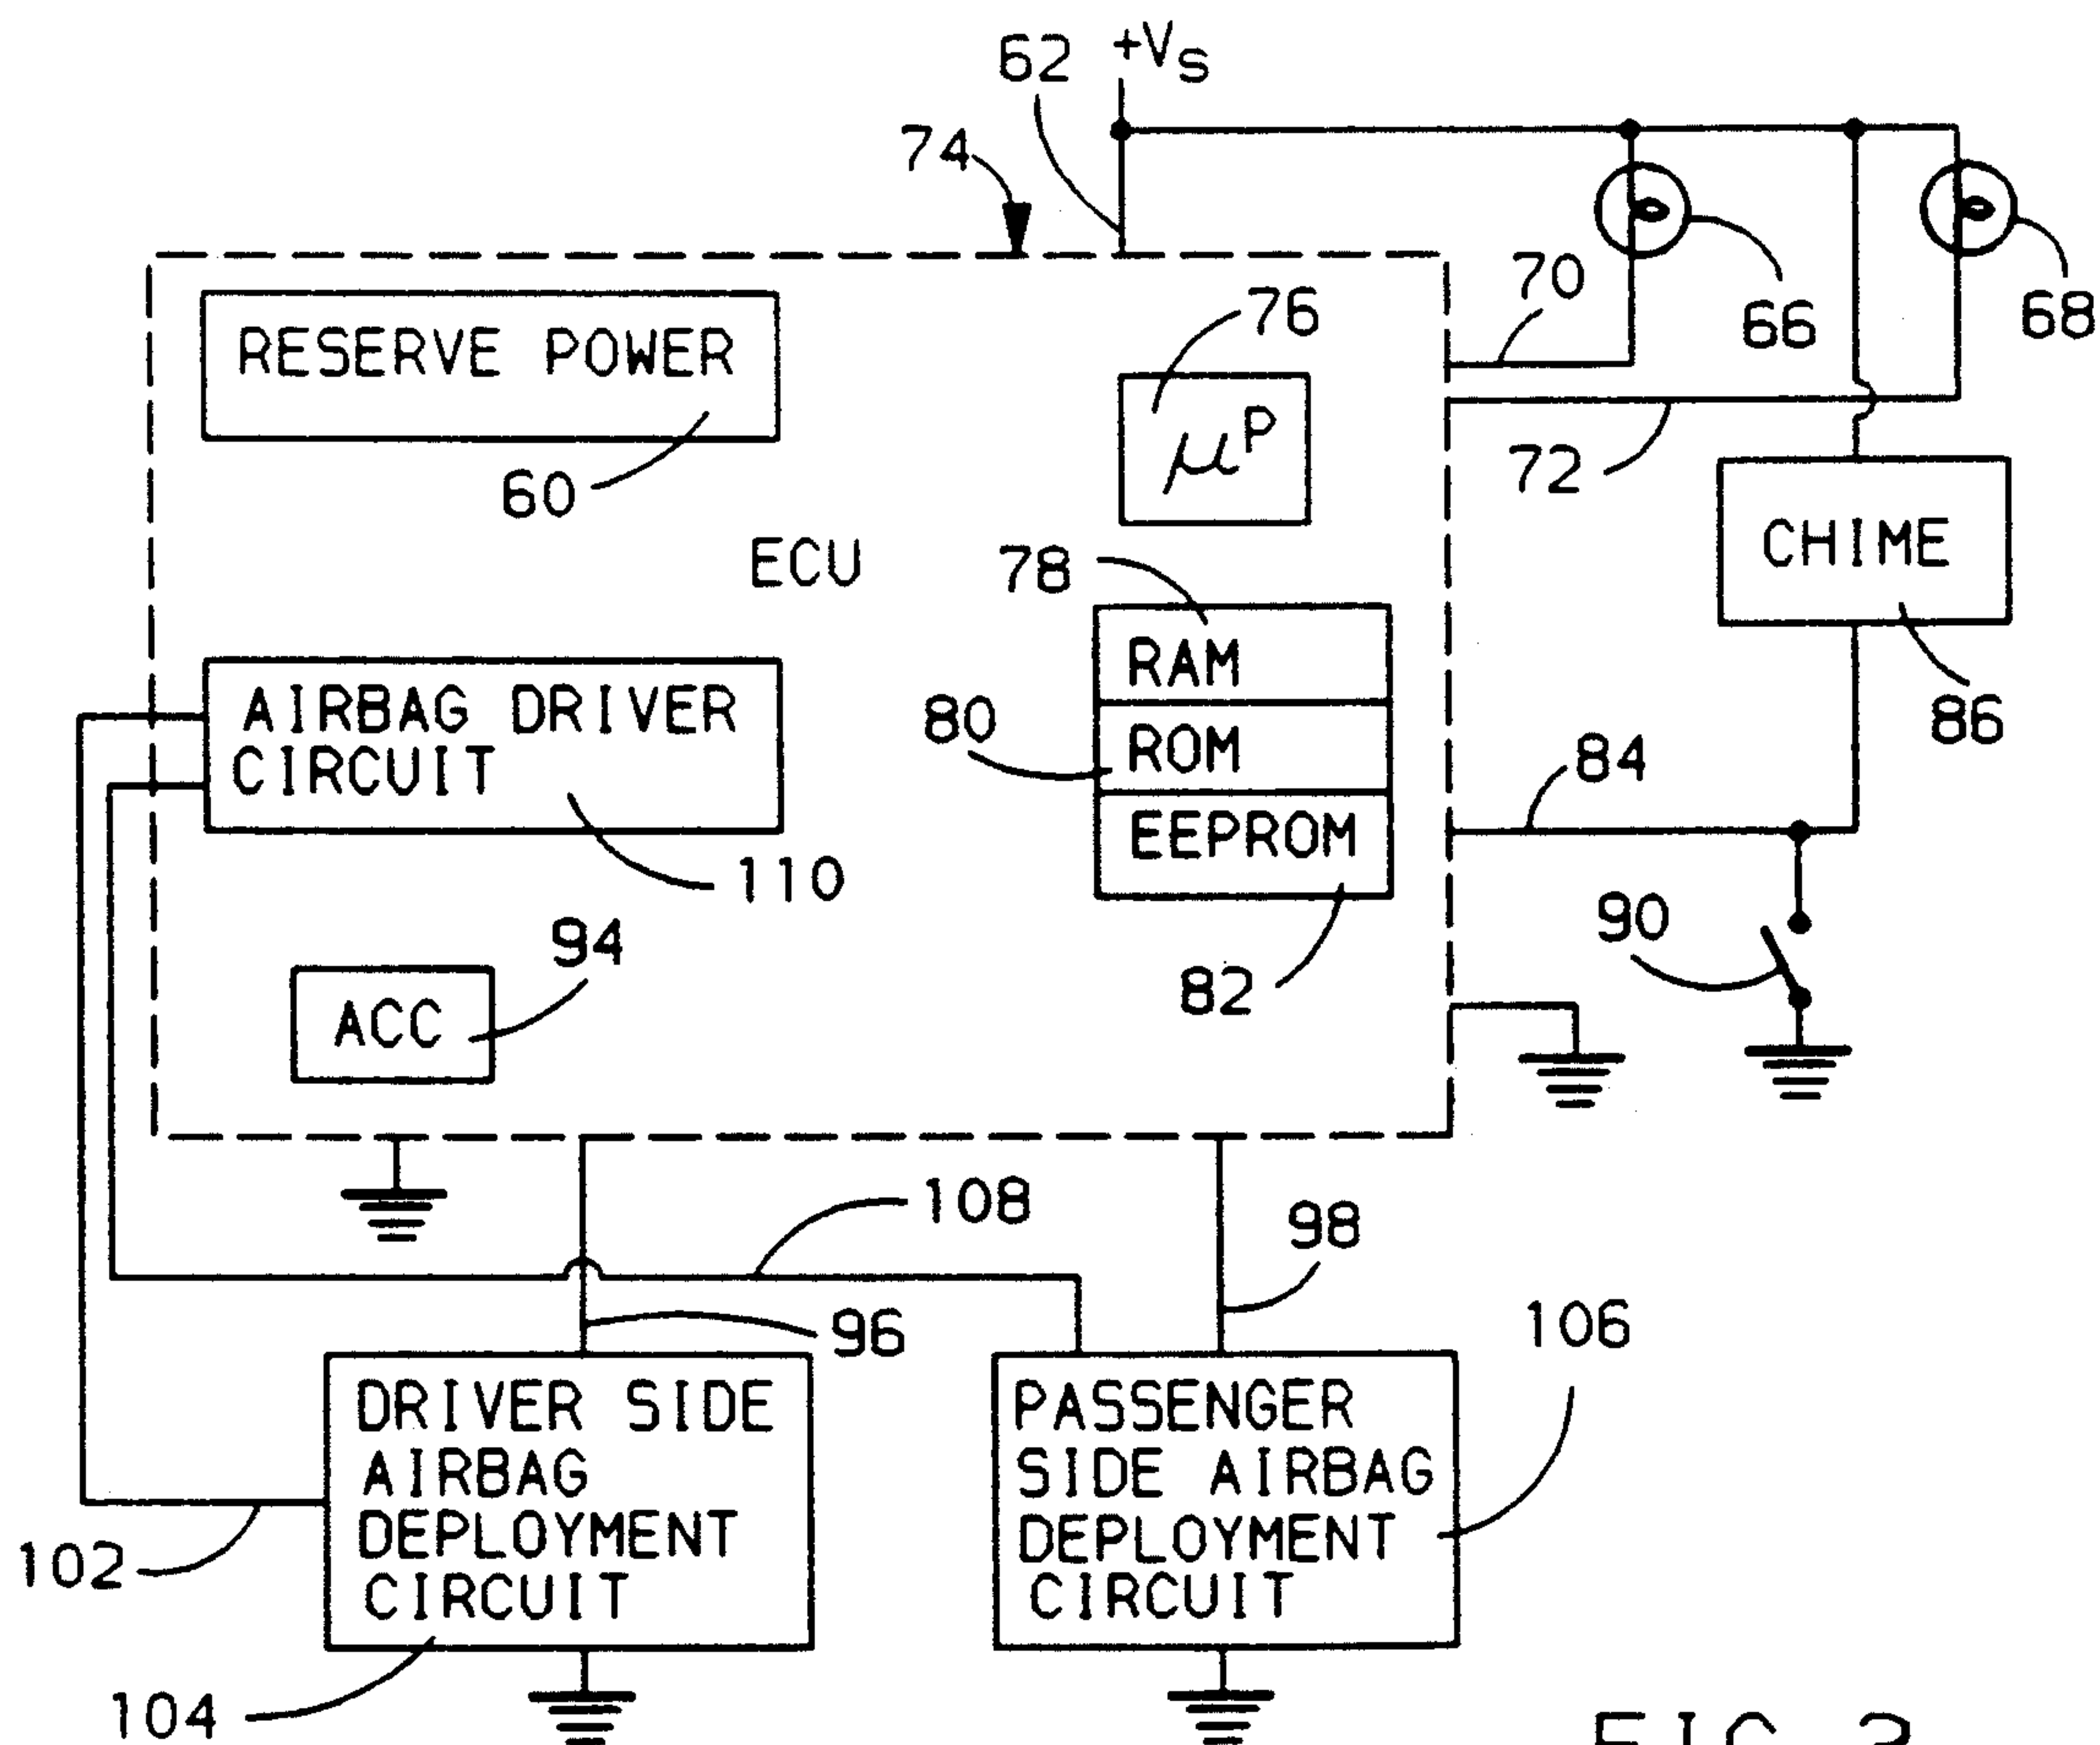 62
+VS
74
70
66
68
RESERVE POWER
60
76
μP
72
CHIME
86
ECU
78
RAM
80
ROM
EEPROM
82
84
AIRBAG DRIVER
CIRCUIT
110
90
94
ACC
108
98
96
106
DRIVER SIDE
AIRBAG
DEPLOYMENT
CIRCUIT
PASSENGER
SIDE AIRBAG
DEPLOYMENT
CIRCUIT
102
104